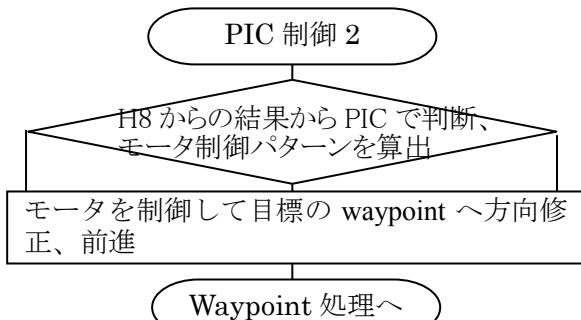 PIC 制御 2
H8 からの結果から PIC で判断、
モータ制御パターンを算出
モータを制御して目標の waypoint へ方向修
正、前進
Waypoint 処理へ